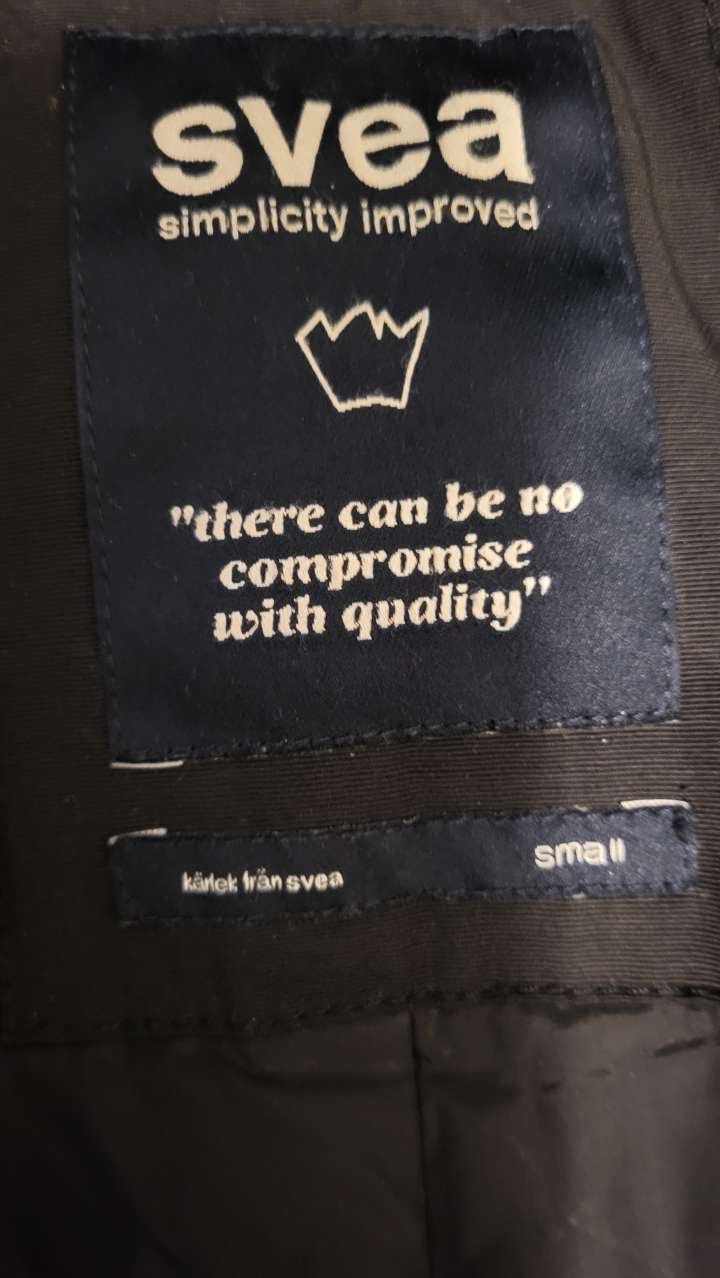 svea
simplicity improved
"there can be no
compromise
with quality"
kärlek från svea
small